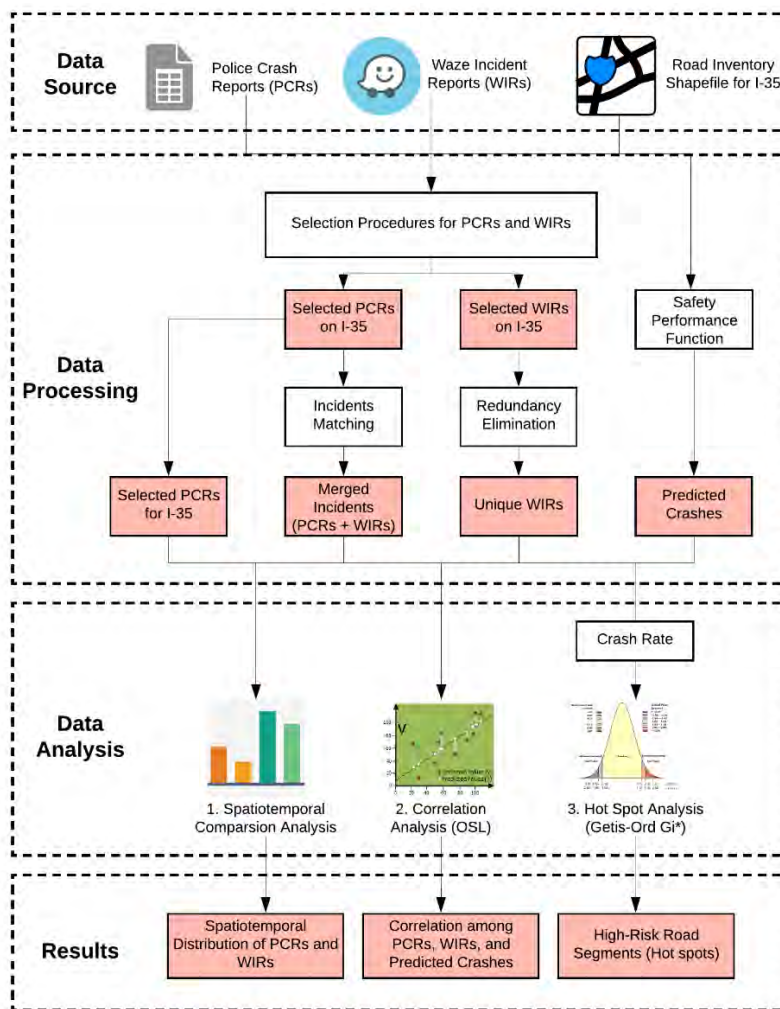 Data
Source
Police Crash
Reports (PCRs)
Waze Incident
Reports (WIRs)
Road Inventory
Shapefile for I-35
Data
Processing
Selection Procedures for PCRs and WIRs
Selected PCRs
on I-35
Selected WIRs
on I-35
Safety
Performance
Function
Incidents
Matching
Redundancy
Elimination
Selected PCRs
for I-35
Merged
Incidents
(PCRs + WIRs)
Unique WIRs
Predicted
Crashes
Data
Analysis
Crash Rate
1. Spatiotemporal
Comparsion Analysis
2. Correlation
Analysis (OSL)
3. Hot Spot Analysis
(Getis-Ord Gi*)
Results
Spatiotemporal
Distribution of PCRs and
WIRs
Correlation among
PCRs, WIRs, and
Predicted Crashes
High-Risk Road
Segments (Hot spots)